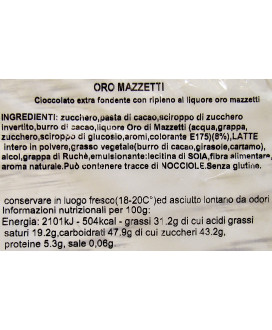 ORO MAZZETTI
Cioccolato extra fondente con ripieno al liquore oro mazzetti
INGREDIENTI: zucchero,pasta di cacao,sciroppo di zucchero
invertito,burro di cacao,liquore Oro di Mazzetti (acqua,grappa,
zucchero,sciroppo di glucosio,aromi,colorante E175)(8%),LATTE
intero in polvere,grasso vegetale(burro di cacao,girasole,cartamo),
alcol,grappa di Ruchè,emulsionante:lecitina di SOIA,fibra alimentare,
aroma naturale.Può contenere tracce di NOCCIOLE.Senza glutine.
conservare in luogo fresco(18-20C°)ed asciutto lontano da odori
Informazioni nutrizionali per 100g:
Energia: 2101kJ - 504kcal - grassi 31.2g di cui acidi grassi
saturi 19.2g,carboidrati 47.9g di cui zuccheri 43.2g,
proteine 5.3g, sale 0,06g.